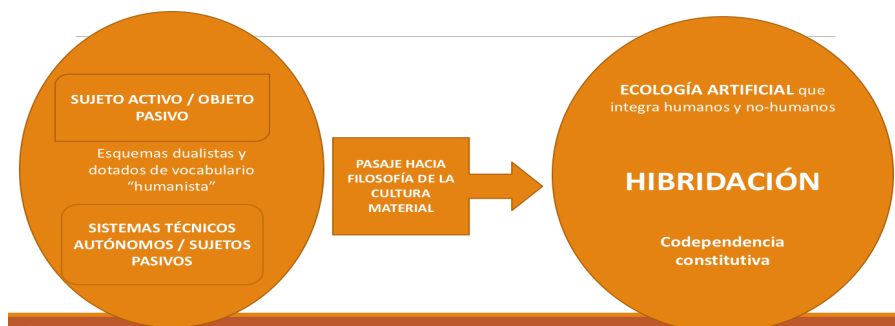 SUJETO ACTIVO / OBJETO
PASIVO
Esquemas dualistas y
dotados de vocabulario
“humanista”
SISTEMAS TÉCNICOS
AUTÓNOMOS / SUJETOS
PASIVOS
PASAJE HACIA
FILOSOFÍA DE LA
CULTURA
MATERIAL
ECOLOGÍA ARTIFICIAL que
integra humanos y no-humanos
HIBRIDACIÓN
Codependencia
constitutiva